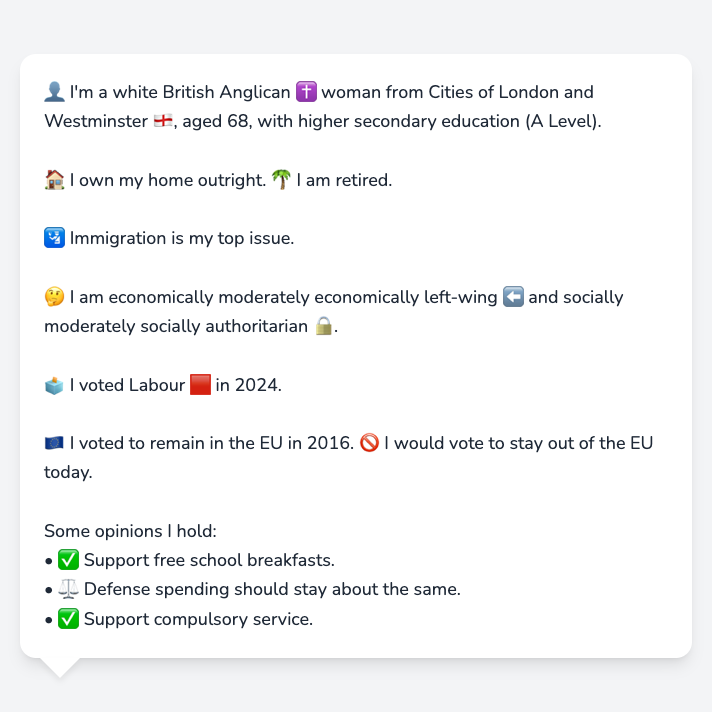 👤 I'm a white British Anglican ✝️ woman from Cities of London and
Westminster 🏴󠁧󠁢󠁥󠁮󠁧󠁿, aged 68, with higher secondary education (A Level).
🏠 I own my home outright. 🌴 I am retired.
🛂 Immigration is my top issue.
🤔 I am economically moderately economically left-wing ⬅️ and socially
moderately socially authoritarian 🔒.
🗳️ I voted Labour 🟥 in 2024.
🇪🇺 I voted to remain in the EU in 2016. 🚫 I would vote to stay out of the EU
today.
Some opinions I hold:
• ✅ Support free school breakfasts.
• ⚖️ Defense spending should stay about the same.
• ✅ Support compulsory service.